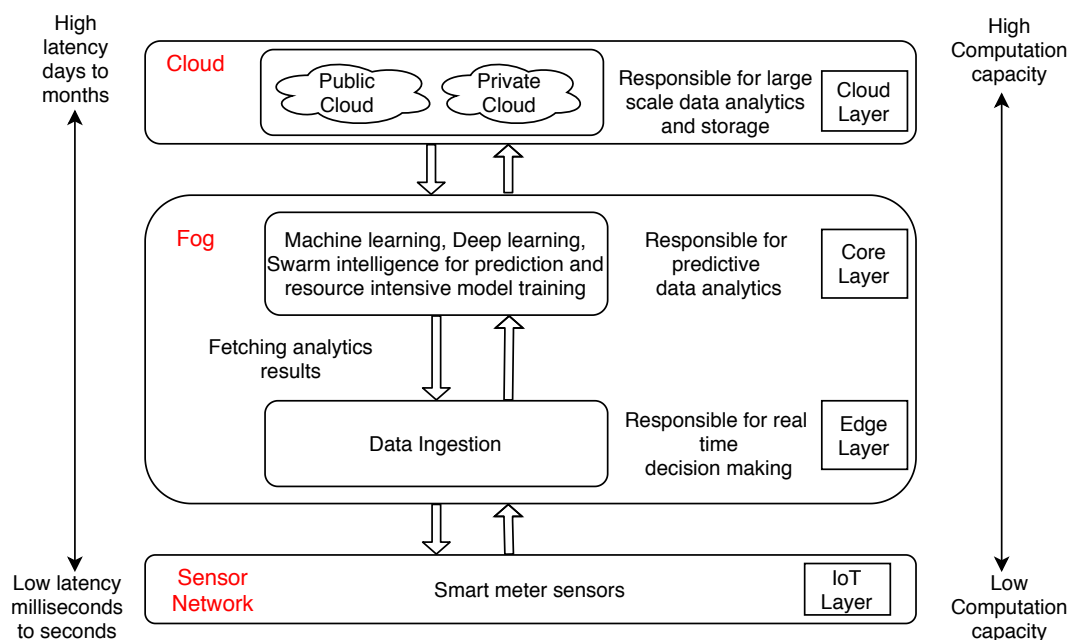 High
latency
days to
months
Cloud
Public
Cloud
Private
Cloud
Responsible for large
scale data analytics
and storage
Cloud
Layer
High
Computation
capacity
Fog
Machine learning, Deep learning,
Swarm intelligence for prediction and
resource intensive model training
Responsible for
predictive
data analytics
Core
Layer
Fetching analytics
results
Data Ingestion
Responsible for real
time
decision making
Edge
Layer
Low latency
milliseconds
to seconds
Sensor
Network
Smart meter sensors
IoT
Layer
Low
Computation
capacity